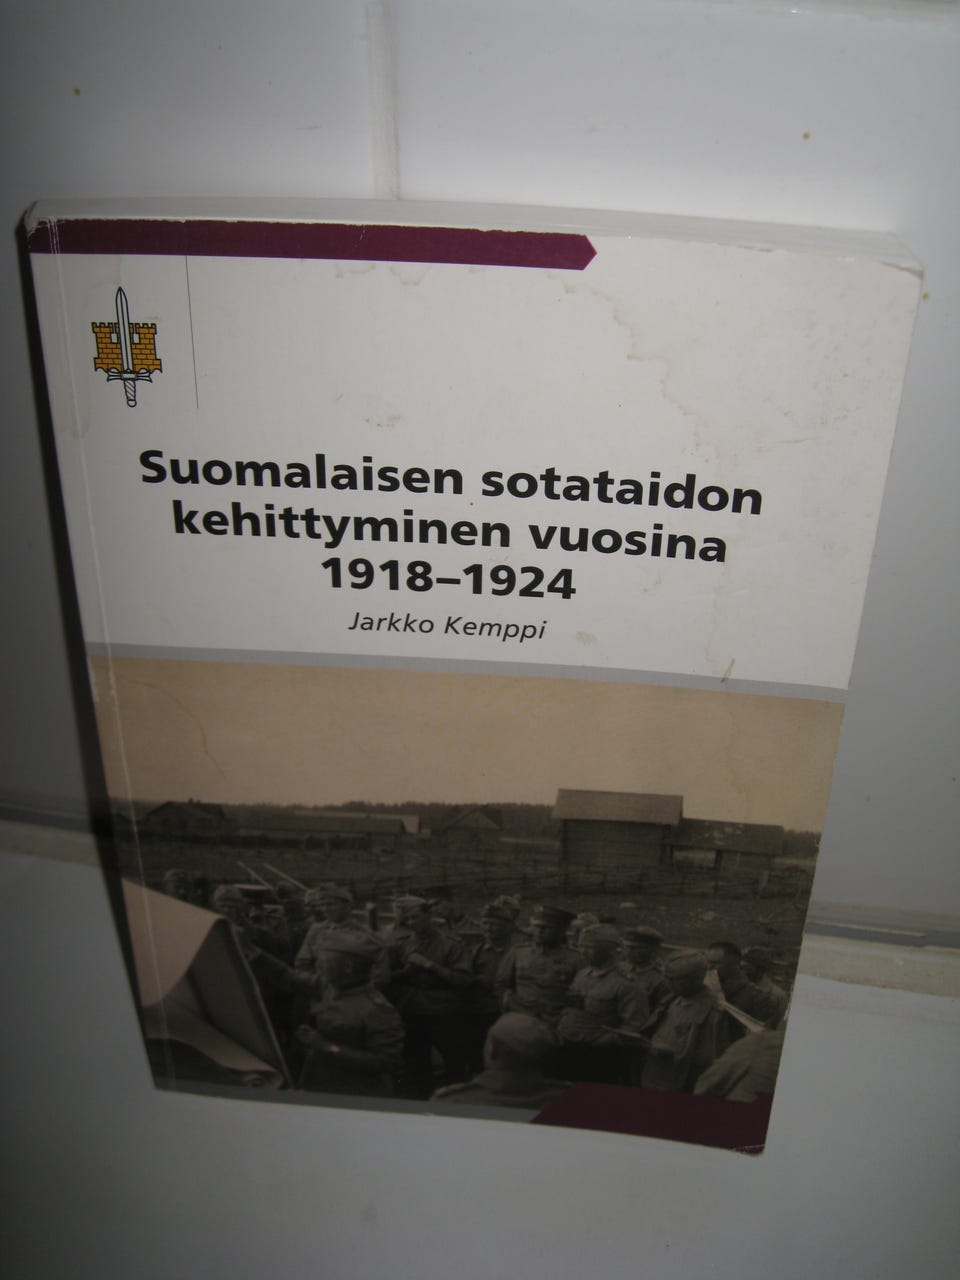 Suomalaisen sotataidon
kehittyminen vuosina
1918–1924
Jarkko Kemppi